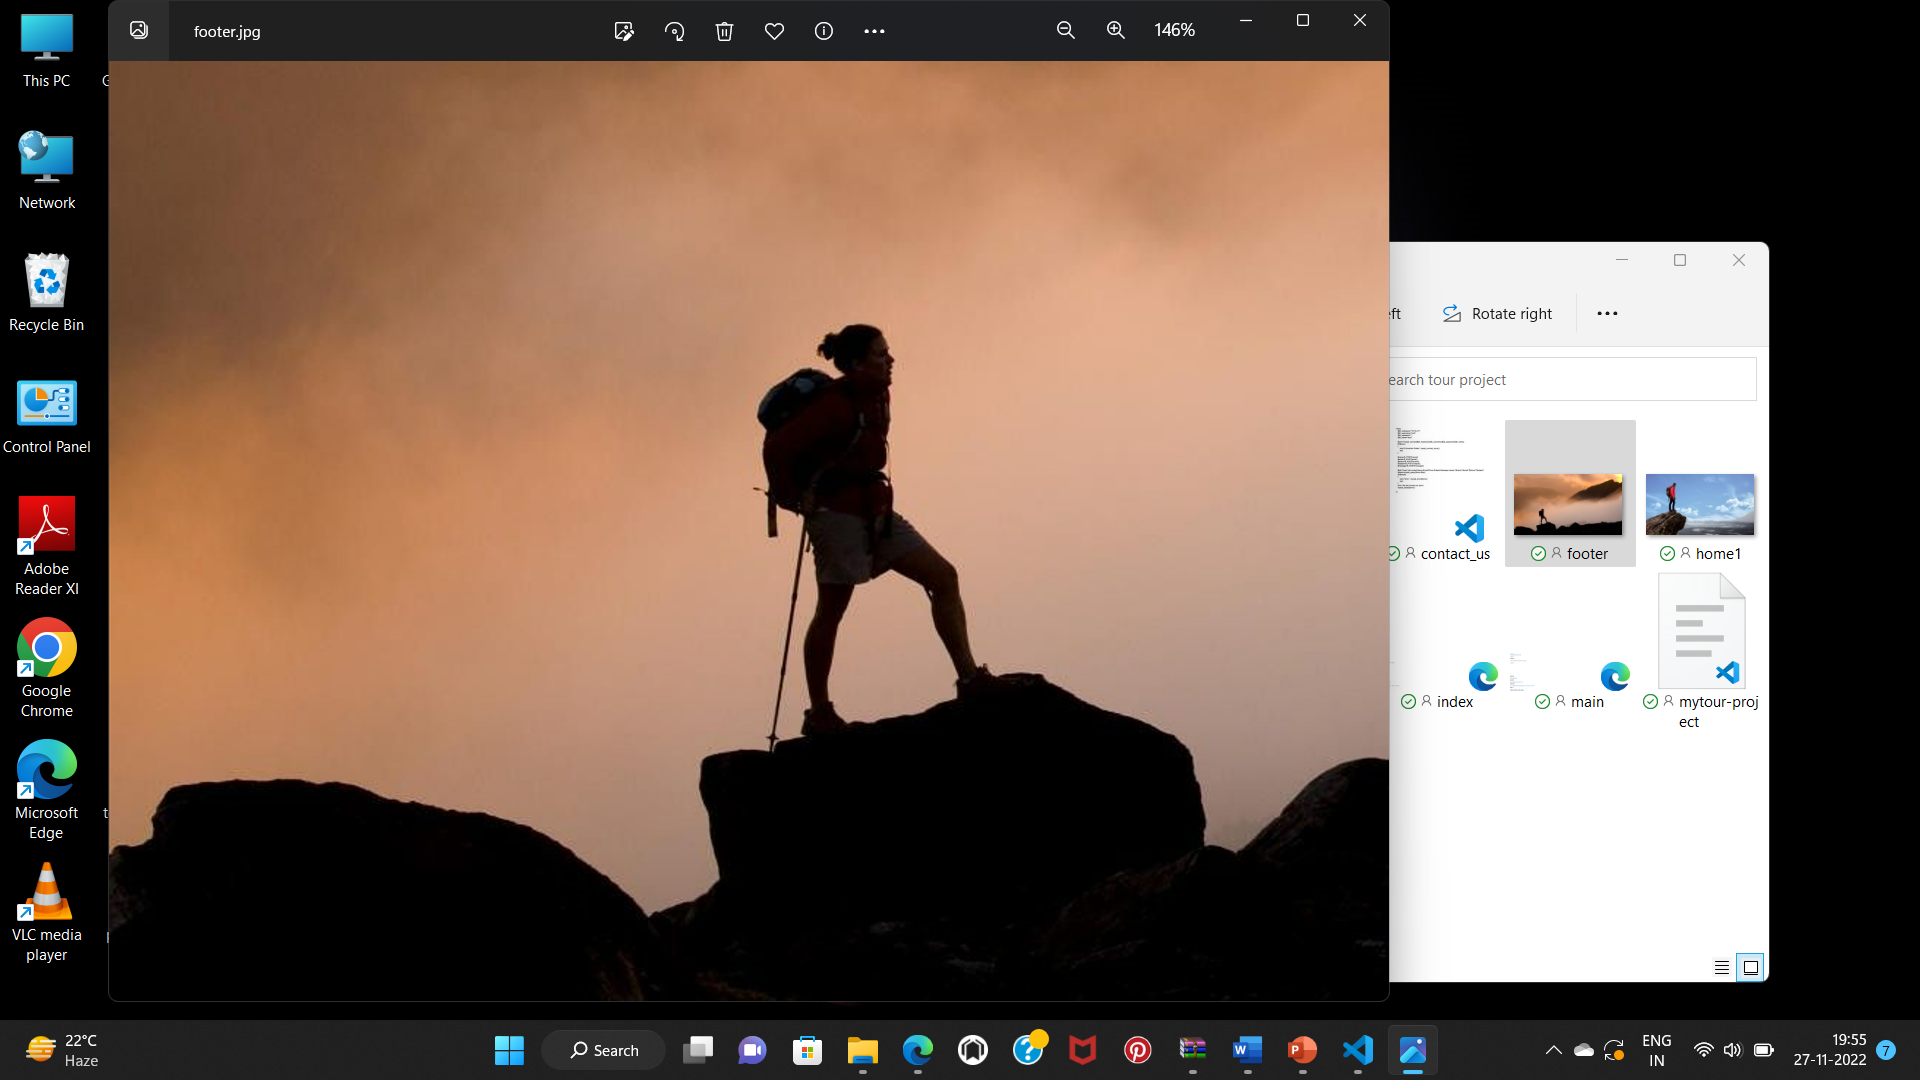 This PC
Network
Recycle Bin
Control Panel
Adobe
Reader XI
Google
Chrome
Microsoft
Edge
VLC media
player
footer.jpg
146%
Rotate right
tour project
contact_us
footer
home1
index
main
mytour-proj
ect
22°C
Haze
Search
ENG
IN
19:55
27-11-2022
7